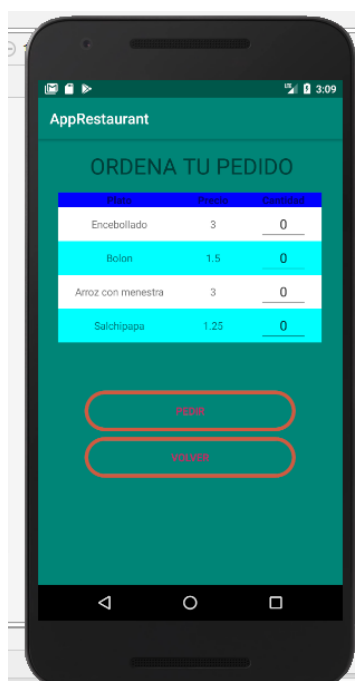 3:09
AppRestaurant
ORDENA TU PEDIDO
Plato Precio Cantidad
Encebollado 3 0
Bolon 1.5 0
Arroz con menestra 3 0
Salchipapa 1.25 0
PEDIR
VOLVER